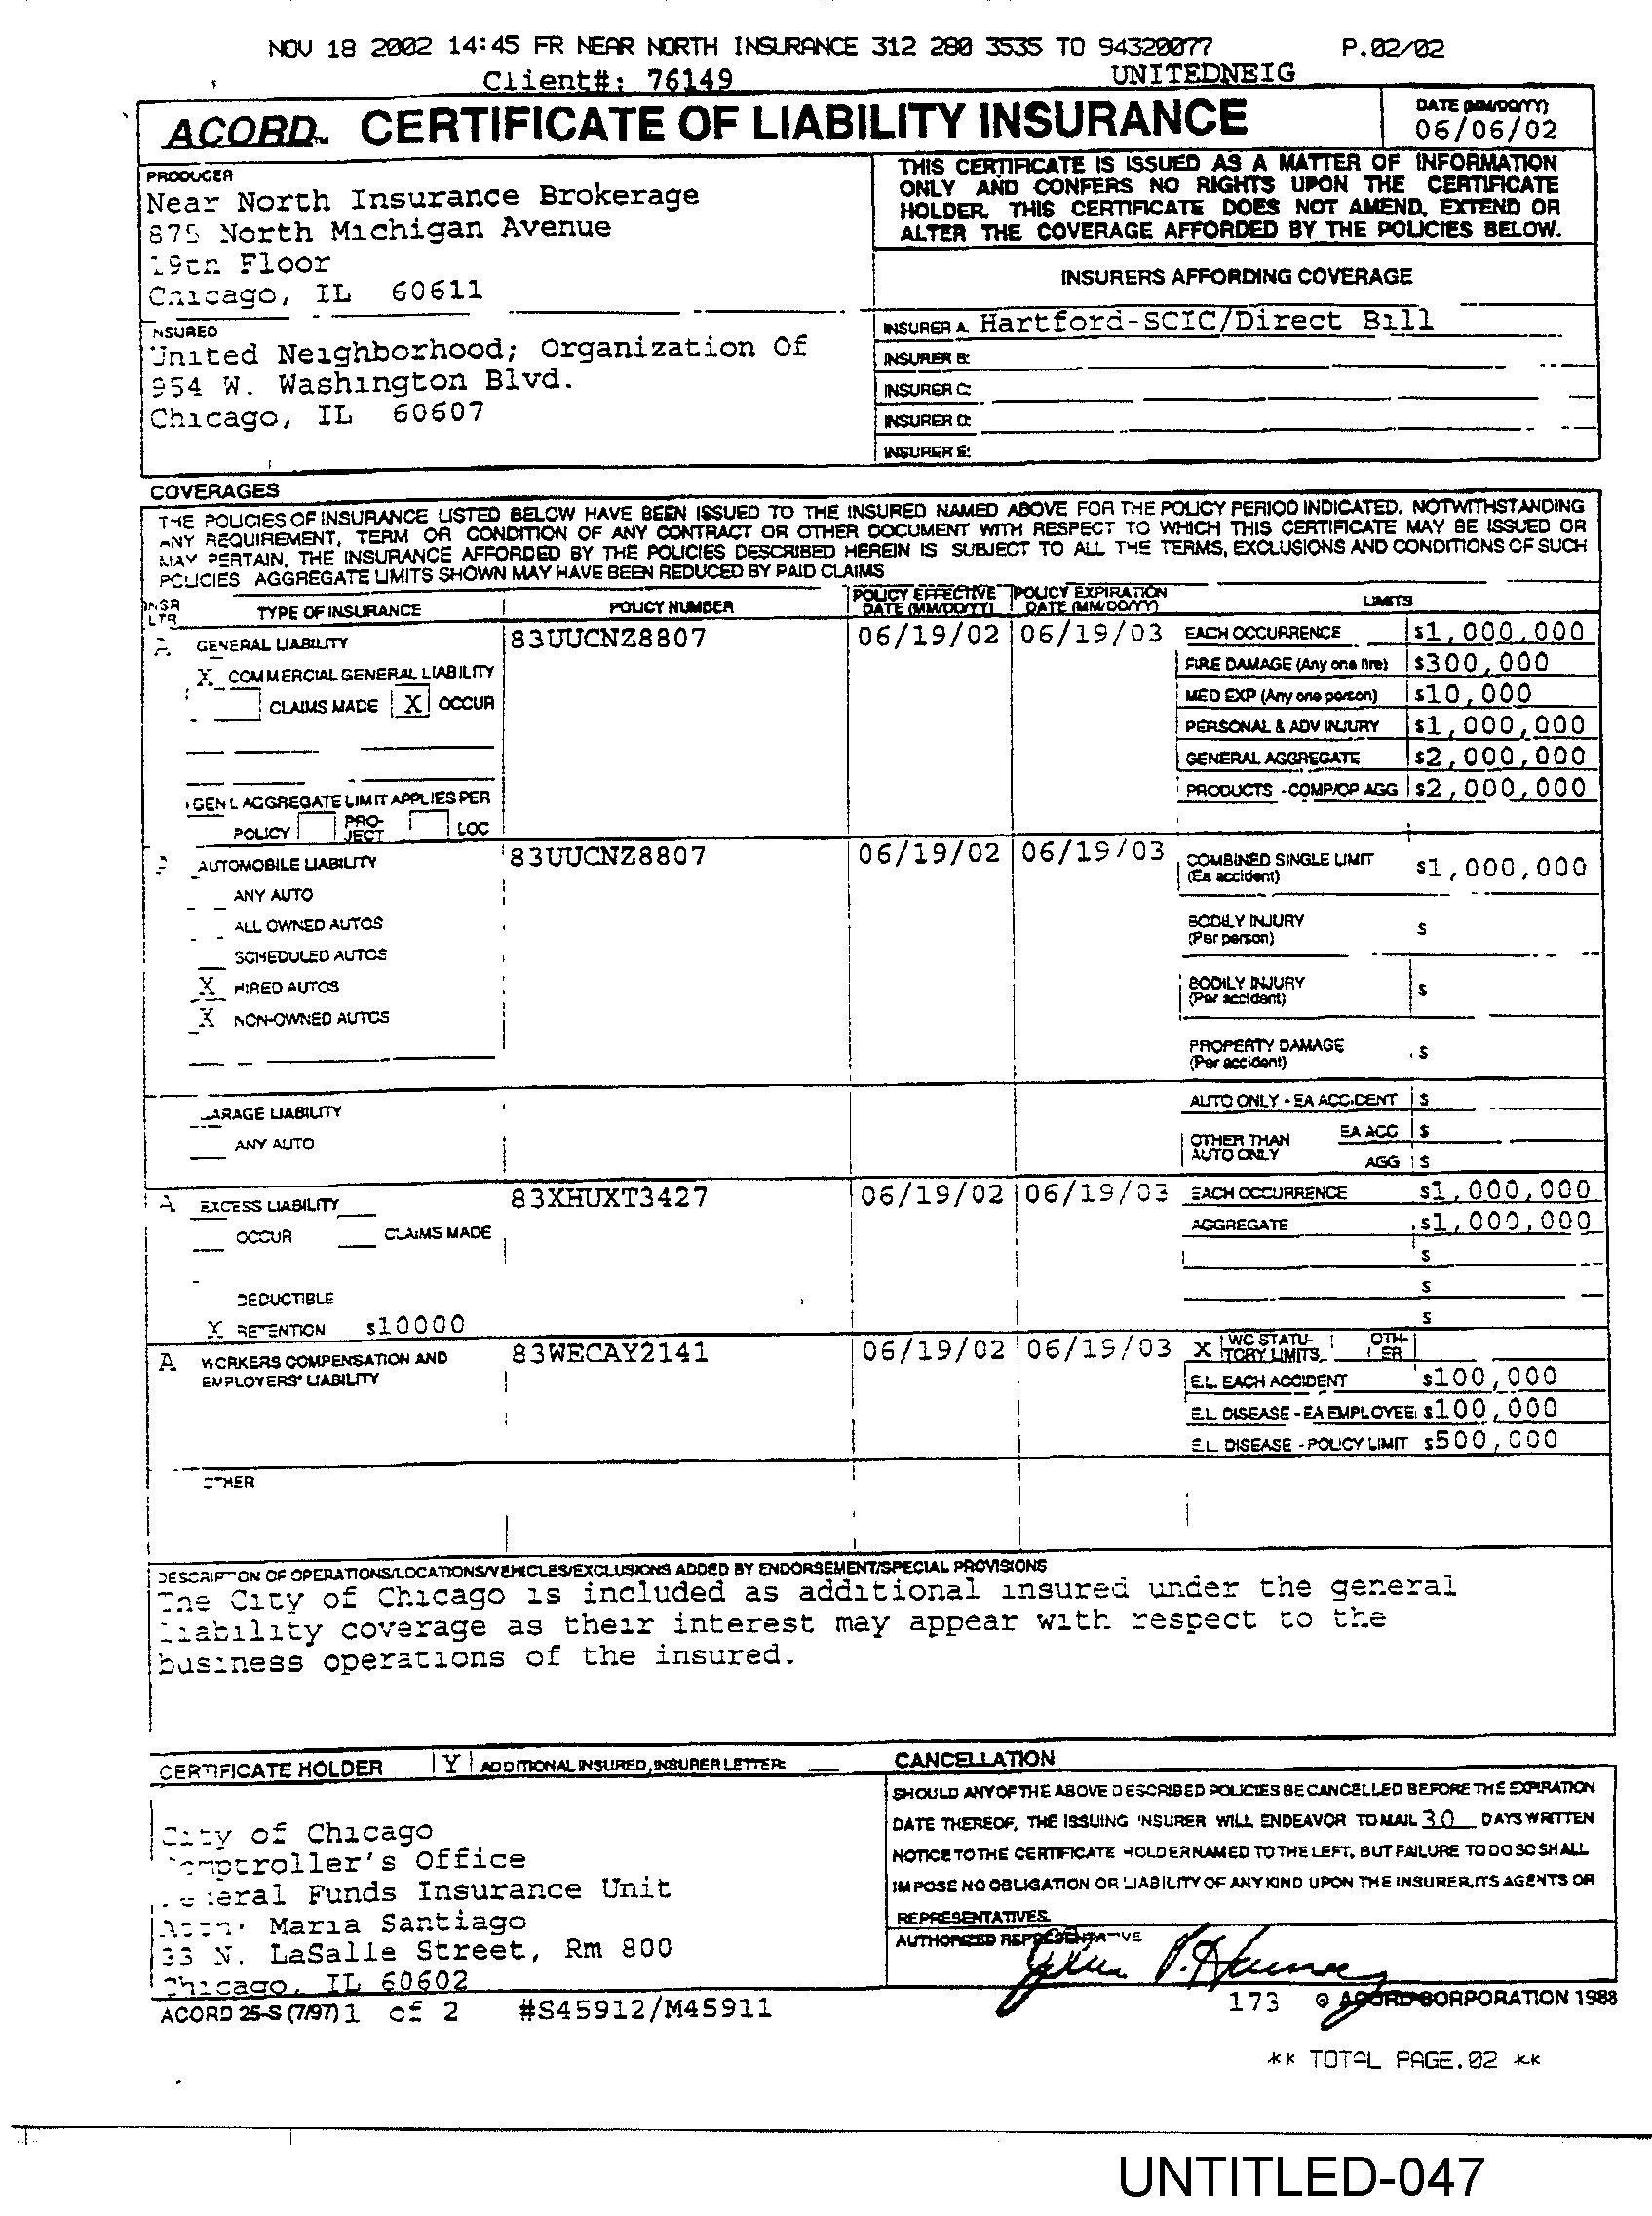 NOV 18 2002 14:45 FR NEAR NORTH INSURANCE 312 280 3535 TO 94320077 P.02/02
Client#: 76149 UNITEDNEIG
ACORD™ CERTIFICATE OF LIABILITY INSURANCE
DATE (MM/DD/YY)
06/06/02
PRODUCER
Near North Insurance Brokerage
875 North Michigan Avenue
19th Floor
Chicago, IL 60611
THIS CERTIFICATE IS ISSUED AS A MATTER OF INFORMATION
ONLY AND CONFERS NO RIGHTS UPON THE CERTIFICATE
HOLDER. THIS CERTIFICATE DOES NOT AMEND, EXTEND OR
ALTER THE COVERAGE AFFORDED BY THE POLICIES BELOW.
INSURERS AFFORDING COVERAGE
INSURED
United Neighborhood; Organization Of
954 W. Washington Blvd.
Chicago, IL 60607
INSURER A: Hartford-SCIC/Direct Bill
INSURER B:
INSURER C:
INSURER D:
INSURER E:
COVERAGES
THE POLICIES OF INSURANCE LISTED BELOW HAVE BEEN ISSUED TO THE INSURED NAMED ABOVE FOR THE POLICY PERIOD INDICATED. NOTWITHSTANDING
ANY REQUIREMENT, TERM OR CONDITION OF ANY CONTRACT OR OTHER DOCUMENT WITH RESPECT TO WHICH THIS CERTIFICATE MAY BE ISSUED OR
MAY PERTAIN, THE INSURANCE AFFORDED BY THE POLICIES DESCRIBED HEREIN IS SUBJECT TO ALL THE TERMS, EXCLUSIONS AND CONDITIONS OF SUCH
POLICIES AGGREGATE LIMITS SHOWN MAY HAVE BEEN REDUCED BY PAID CLAIMS
INSR LTR TYPE OF INSURANCE POLICY NUMBER POLICY EFFECTIVE DATE (MM/DD/YY) POLICY EXPIRATION DATE (MM/DD/YY) LIMITS
A GENERAL LIABILITY 83UUCNZ8807 06/19/02 06/19/03 EACH OCCURRENCE $1,000,000
X COMMERCIAL GENERAL LIABILITY FIRE DAMAGE (Any one fire) $300,000
CLAIMS MADE X OCCUR MED EXP (Any one person) $10,000
PERSONAL & ADV INJURY $1,000,000
GENERAL AGGREGATE $2,000,000
GEN'L AGGREGATE LIMIT APPLIES PER PRODUCTS - COMP/OP AGG $2,000,000
POLICY PRO-JECT LOC
AUTOMOBILE LIABILITY 83UUCNZ8807 06/19/02 06/19/03 COMBINED SINGLE LIMIT (Ea accident) $1,000,000
ANY AUTO
ALL OWNED AUTOS BODILY INJURY (Per person) $
SCHEDULED AUTOS
X HIRED AUTOS BODILY INJURY (Per accident) $
X NON-OWNED AUTOS
PROPERTY DAMAGE (Per accident) $
GARAGE LIABILITY AUTO ONLY - EA ACCIDENT $
ANY AUTO OTHER THAN AUTO ONLY EA ACC $
AGG $
A EXCESS LIABILITY 83XHUXT3427 06/19/02 06/19/03 EACH OCCURRENCE $1,000,000
OCCUR CLAIMS MADE AGGREGATE $1,000,000
$
DEDUCTIBLE $
X RETENTION $10000 $
A WORKERS COMPENSATION AND EMPLOYERS' LIABILITY 83WECAY2141 06/19/02 06/19/03 X WC STATU-TORY LIMITS OTH-ER
E.L. EACH ACCIDENT $100,000
E.L. DISEASE - EA EMPLOYEE $100,000
E.L. DISEASE - POLICY LIMIT $500,000
OTHER
DESCRIPTION OF OPERATIONS/LOCATIONS/VEHICLES/EXCLUSIONS ADDED BY ENDORSEMENT/SPECIAL PROVISIONS
The City of Chicago is included as additional insured under the general
liability coverage as their interest may appear with respect to the
business operations of the insured.
CERTIFICATE HOLDER Y ADDITIONAL INSURED, INSURER LETTER:
City of Chicago
Comptroller's Office
General Funds Insurance Unit
Attn: Maria Santiago
33 N. LaSalle Street, Rm 800
Chicago, IL 60602
CANCELLATION
SHOULD ANY OF THE ABOVE DESCRIBED POLICIES BE CANCELLED BEFORE THE EXPIRATION
DATE THEREOF, THE ISSUING INSURER WILL ENDEAVOR TO MAIL 30 DAYS WRITTEN
NOTICE TO THE CERTIFICATE HOLDER NAMED TO THE LEFT, BUT FAILURE TO DO SO SHALL
IMPOSE NO OBLIGATION OR LIABILITY OF ANY KIND UPON THE INSURER, ITS AGENTS OR
REPRESENTATIVES.
AUTHORIZED REPRESENTATIVE
ACORD 25-S (7/97) 1 of 2 #S45912/M45911 173 © ACORD CORPORATION 1988
** TOTAL PAGE.02 **
UNTITLED-047